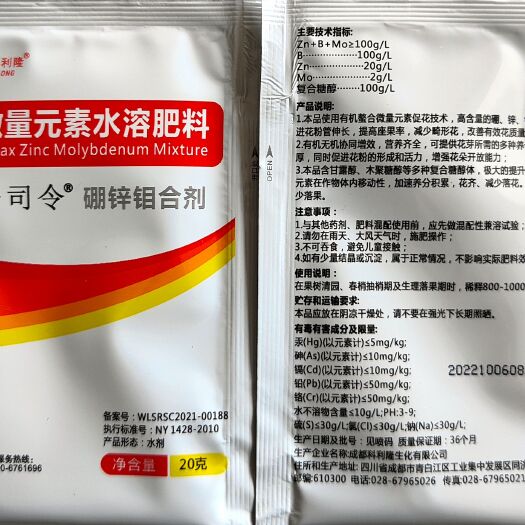 利隆®
ONG
微量元素水溶肥料
ax Zinc Molybdenum Mixture
司令® 硼锌钼合剂
备案号：WLSRSC2021-00188
执行标准号：NY 1428-2010
产品形态：水剂
服务热线：
0-6761696
净含量 20克
OPEN
主要技术指标：
Zn+B+Mo≥100g/L
B------------------100g/L
Zn-----------------20g/L
Mo------------------2g/L
复合糖醇--------100g/L
产品说明：
1.本品使用有机螯合微量元素促花技术，高含量的硼、锌、
进花粉管伸长，提高座果率，减少畸形花，改善有效花质量
2.有机无机协同增效，营养齐全，可提供花芽所需的多种养
厚，同时促进花粉的形成和活力，增强花朵开放能力；
3.本品含甘露醇、木聚糖醇等多种复合糖醇体，极大的提升
元素在作物体内移动性，加速养分积累，花齐、减少落花、
少落果。
注意事项：
1.与其他药剂、肥料混配使用前，应先做混配性兼溶试验；
2.请勿在雨天、大风天气时，施肥操作；
3.不可吞食，避免儿童接触；
4.如有少量结晶或沉淀，属于正常情况，不影响实际肥料效
使用说明：
在果树清园、春梢抽梢期及生理落果期时，稀释800-1000
贮存和运输要求：
本品应放在阴凉干燥处，请不要在强光下长期照晒。
有毒有害成分及限量：
汞(Hg)(以元素计)≤5mg/kg;
砷(As)(以元素计)≤10mg/kg;
镉(Cd)(以元素计)≤10mg/kg;
铅(Pb)(以元素计)≤50mg/kg;
铬(Cr)(以元素计)≤50mg/kg;
2022100608
水不溶物含量≤10g/L;PH:3-9;
硫(S)≤30g/L;氯(Cl)≤30g/L;钠(Na)≤30g/L;
生产日期及批号：见喷码 质量保证期：36个月
生产企业名称：成都科利隆生化有限公司
住所和生产地址：四川省成都市青白江区工业集中发展区同济
邮编:610300 电话:028-67965026 传真:028-67965